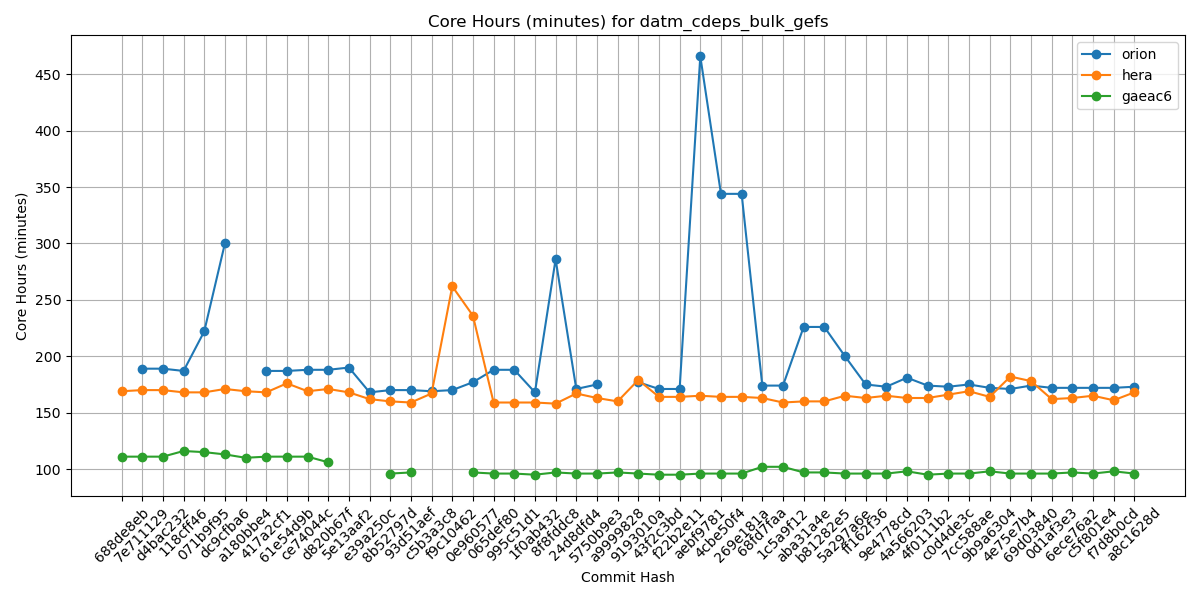 Core Hours (minutes) for datm_cdeps_bulk_gefs
orion
hera
gaeac6
Core Hours (minutes)
450
400
350
300
250
200
150
100
688de8eb
7e711129
d4bac232
118cff46
071b9f95
dc9cfba6
a180bbe4
417a2cf1
61e54d9b
ce74044c
d820b67f
5e13aaf2
e39a250c
8b52797d
93d51aef
c5b3a3c8
f9c10462
0e960577
065def80
995c51d1
1f0ab432
8f8fddc8
24d8dfd4
5750b9e3
a9999828
9193010a
43f2c3bd
f22b2e11
aebf9781
4cbe50f4
269e181a
68fd7faa
1c5a9f12
aba31a4e
b81282e5
5a297a6e
ff162f36
9e4778cd
4a566203
4f011b2
c0d4de3c
7cc588ae
9b9a6304
4e75e7b4
69d03840
0d1af3e3
6ece76a2
c5f801e4
f7d8b0cd
a8c1628d
Commit Hash